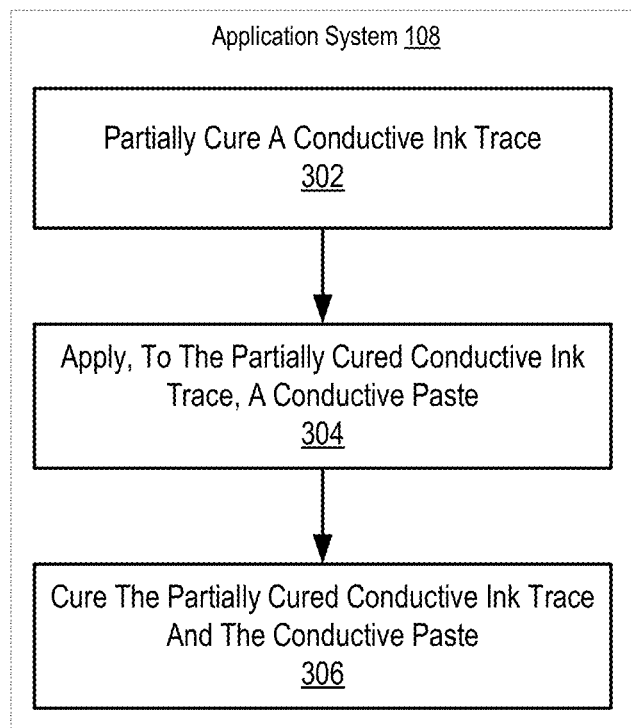 Application System 108
Partially Cure A Conductive Ink Trace
302
Apply, To The Partially Cured Conductive Ink
Trace, A Conductive Paste
304
Cure The Partially Cured Conductive Ink Trace
And The Conductive Paste
306